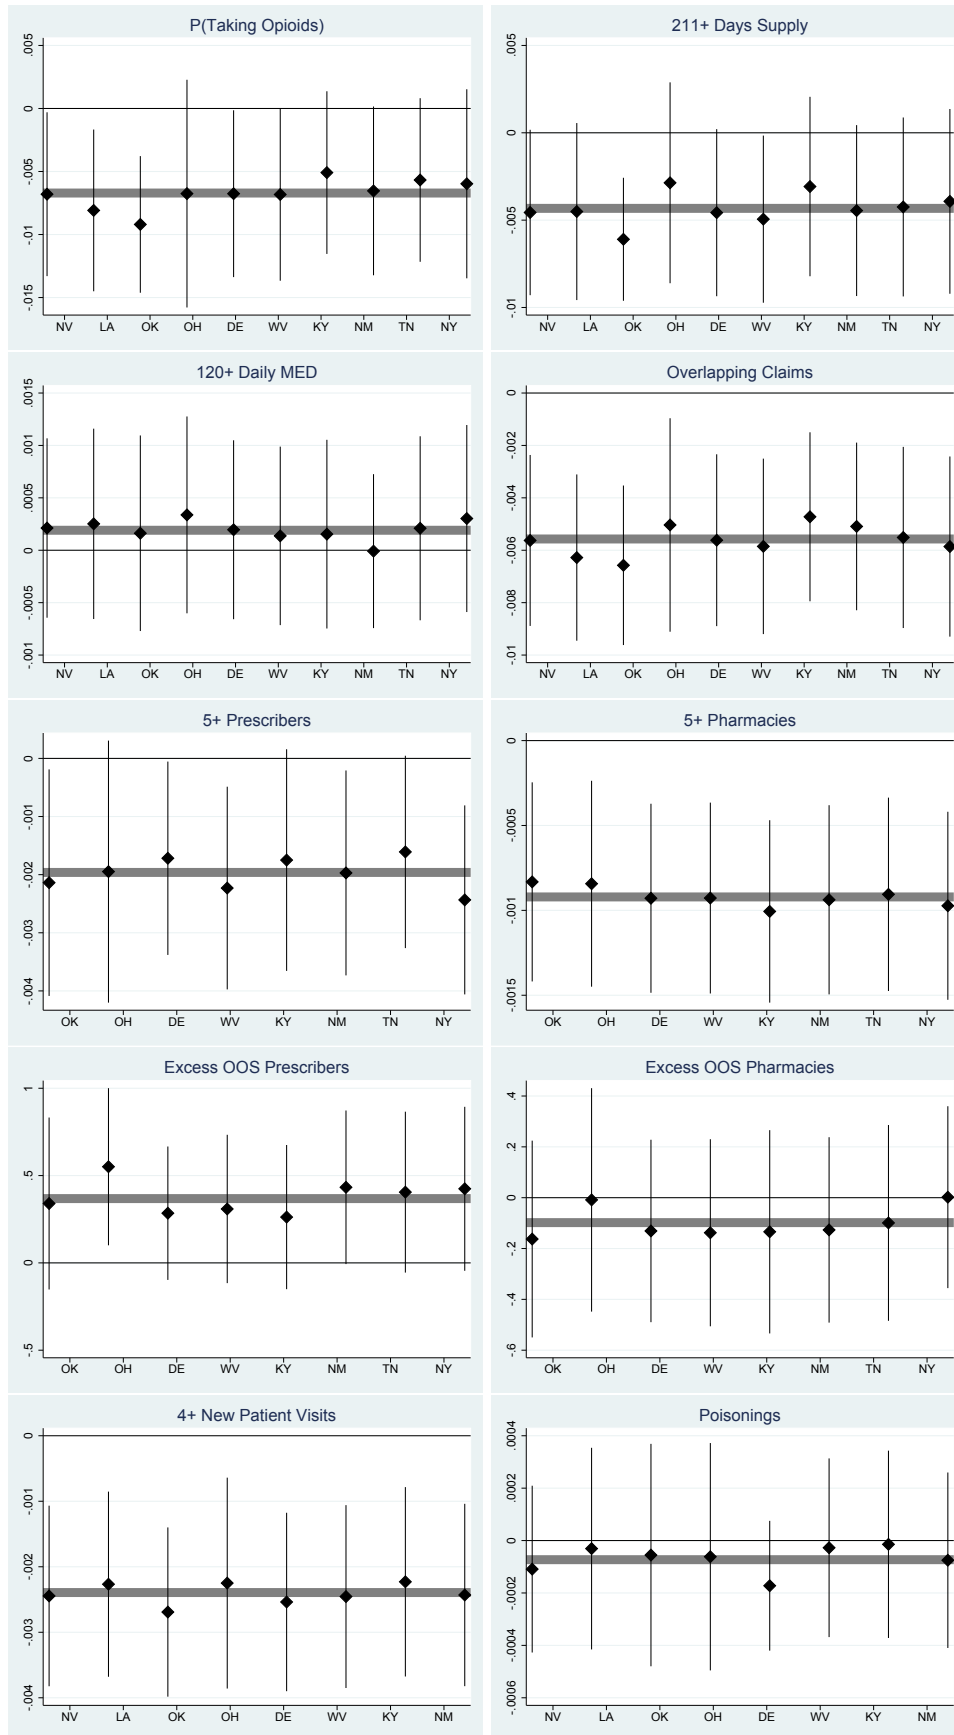 P(Taking Opioids)
.005
0
-.005
-.01
-.015
NV LA OK OH DE WV KY NM TN NY
211+ Days Supply
.005
0
-.005
-.01
NV LA OK OH DE WV KY NM TN NY
120+ Daily MED
.0015
.001
.0005
0
-.0005
-.001
NV LA OK OH DE WV KY NM TN NY
Overlapping Claims
0
-.002
-.004
-.006
-.008
-.01
NV LA OK OH DE WV KY NM TN NY
5+ Prescribers
0
-.001
-.002
-.003
-.004
OK OH DE WV KY NM TN NY
5+ Pharmacies
0
-.0005
-.001
-.0015
OK OH DE WV KY NM TN NY
Excess OOS Prescribers
1
.5
0
-.5
OK OH DE WV KY NM TN NY
Excess OOS Pharmacies
.4
.2
0
-.2
-.4
-.6
OK OH DE WV KY NM TN NY
4+ New Patient Visits
0
-.001
-.002
-.003
-.004
NV LA OK OH DE WV KY NM
Poisonings
.0004
.0002
0
-.0002
-.0004
-.0006
NV LA OK OH DE WV KY NM